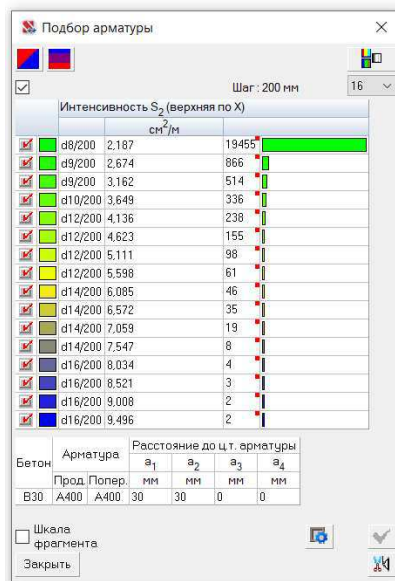 Подбор арматуры
Шаг : 200 мм
16
Интенсивность S2 (верхняя по X)
см2/м
d8/200 2,187 19455
d9/200 2,674 866
d9/200 3,162 514
d10/200 3,649 336
d12/200 4,136 238
d12/200 4,623 155
d12/200 5,111 98
d12/200 5,598 61
d14/200 6,085 46
d14/200 6,572 35
d14/200 7,059 19
d14/200 7,547 8
d16/200 8,034 4
d16/200 8,521 3
d16/200 9,008 2
d16/200 9,496 2
Бетон Арматура Расстояние до ц.т. арматуры
a1 a2 a3 a4
Прод. Попер. мм мм мм мм
B30 A400 A400 30 30 0 0
Шкала
фрагмента
Закрыть